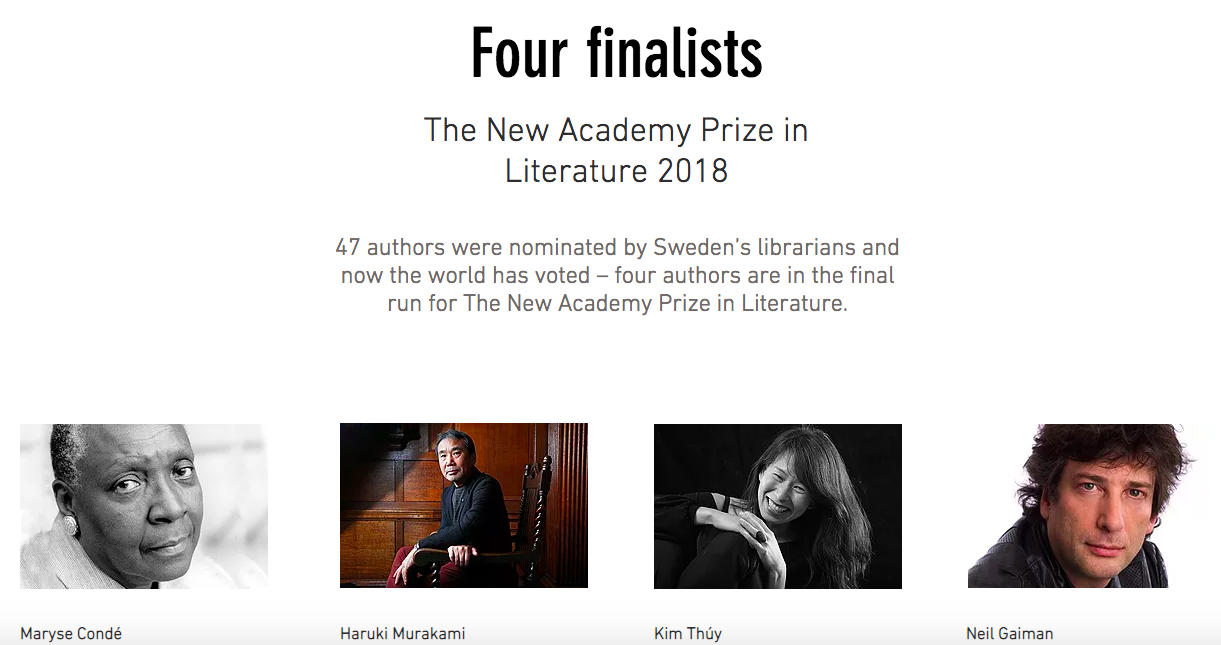 Four finalists
The New Academy Prize in
Literature 2018
47 authors were nominated by Sweden's librarians and
now the world has voted – four authors are in the final
run for The New Academy Prize in Literature.
Maryse Condé
Haruki Murakami
Kim Thúy
Neil Gaiman